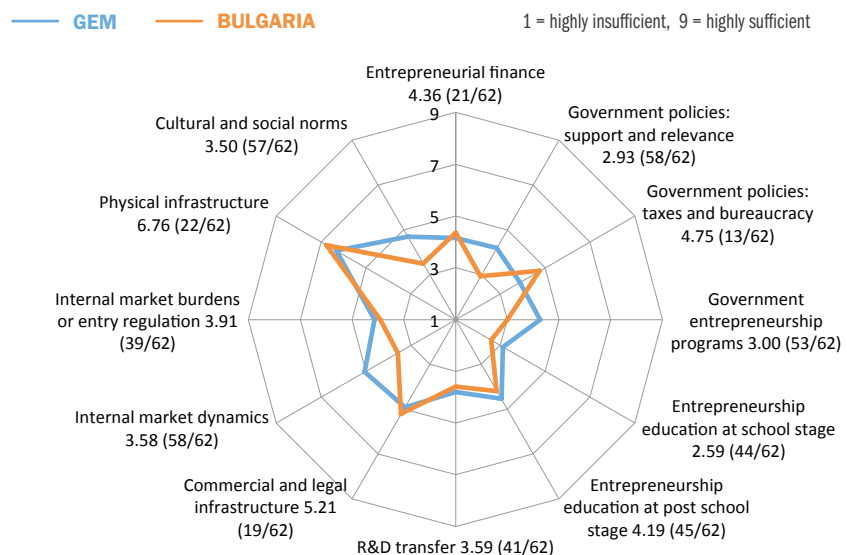 GEM
BULGARIA
1 = highly insufficient, 9 = highly sufficient
Entrepreneurial finance
4.36 (21/62)
Government policies:
support and relevance
2.93 (58/62)
Government policies:
taxes and bureaucracy
4.75 (13/62)
Government
entrepreneurship
programs 3.00 (53/62)
Entrepreneurship
education at school stage
2.59 (44/62)
Entrepreneurship
education at post school
stage 4.19 (45/62)
R&D transfer 3.59 (41/62)
Commercial and legal
infrastructure 5.21
(19/62)
Internal market dynamics
3.58 (58/62)
Internal market burdens
or entry regulation 3.91
(39/62)
Physical infrastructure
6.76 (22/62)
Cultural and social norms
3.50 (57/62)
9
7
5
3
1